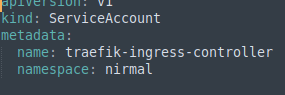 apiVersion: v1
kind: ServiceAccount
metadata:
  name: traefik-ingress-controller
  namespace: nirmal